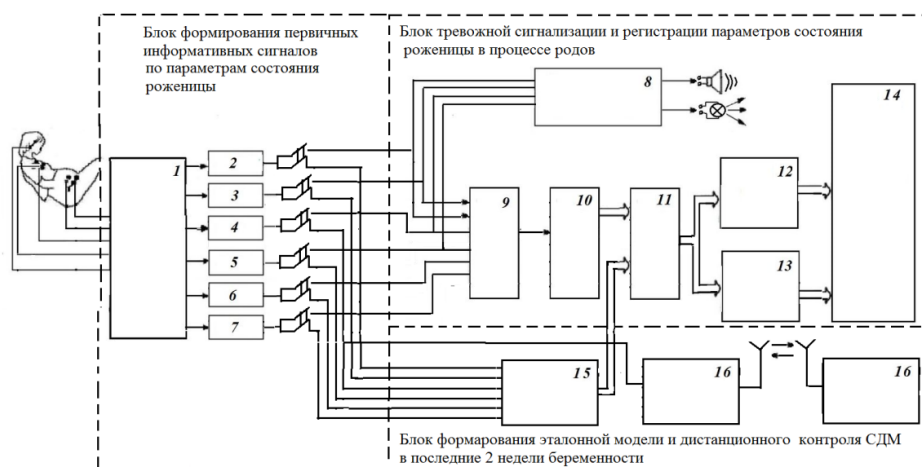 Блок формирования первичных
информативных сигналов
по параметрам состояния
роженицы
Блок тревожной сигнализации и регистрации параметров состояния
роженицы в процессе родов
1
2
3
4
5
6
7
8
9
10
11
12
13
14
15
16
16
Блок формарования эталонной модели и дистанционного контроля СДМ
в последние 2 недели беременности